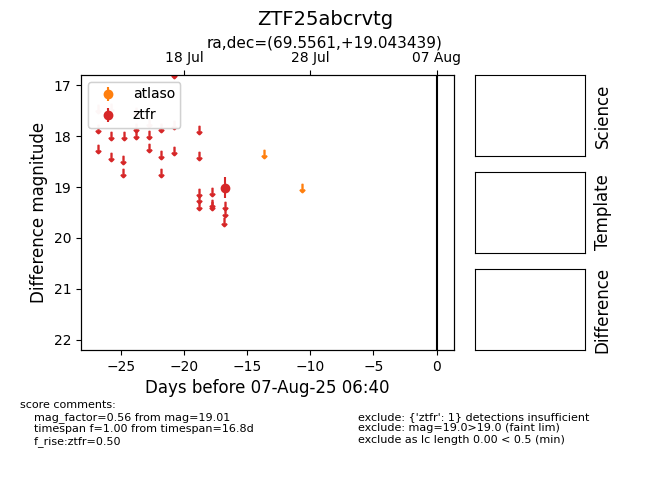 ZTF25abcrvtg
ra,dec=(69.5561,+19.043439)
18 Jul 28 Jul 07 Aug
atlaso
ztfr
17
18
19
20
21
22
Difference magnitude
−25 −20 −15 −10 −5 0
Days before 07-Aug-25 06:40
Science
Template
Difference
score comments:
mag_factor=0.56 from mag=19.01
timespan f=1.00 from timespan=16.8d
f_rise:ztfr=0.50
exclude: {'ztfr': 1} detections insufficient
exclude: mag=19.0>19.0 (faint lim)
exclude as lc length 0.00 < 0.5 (min)